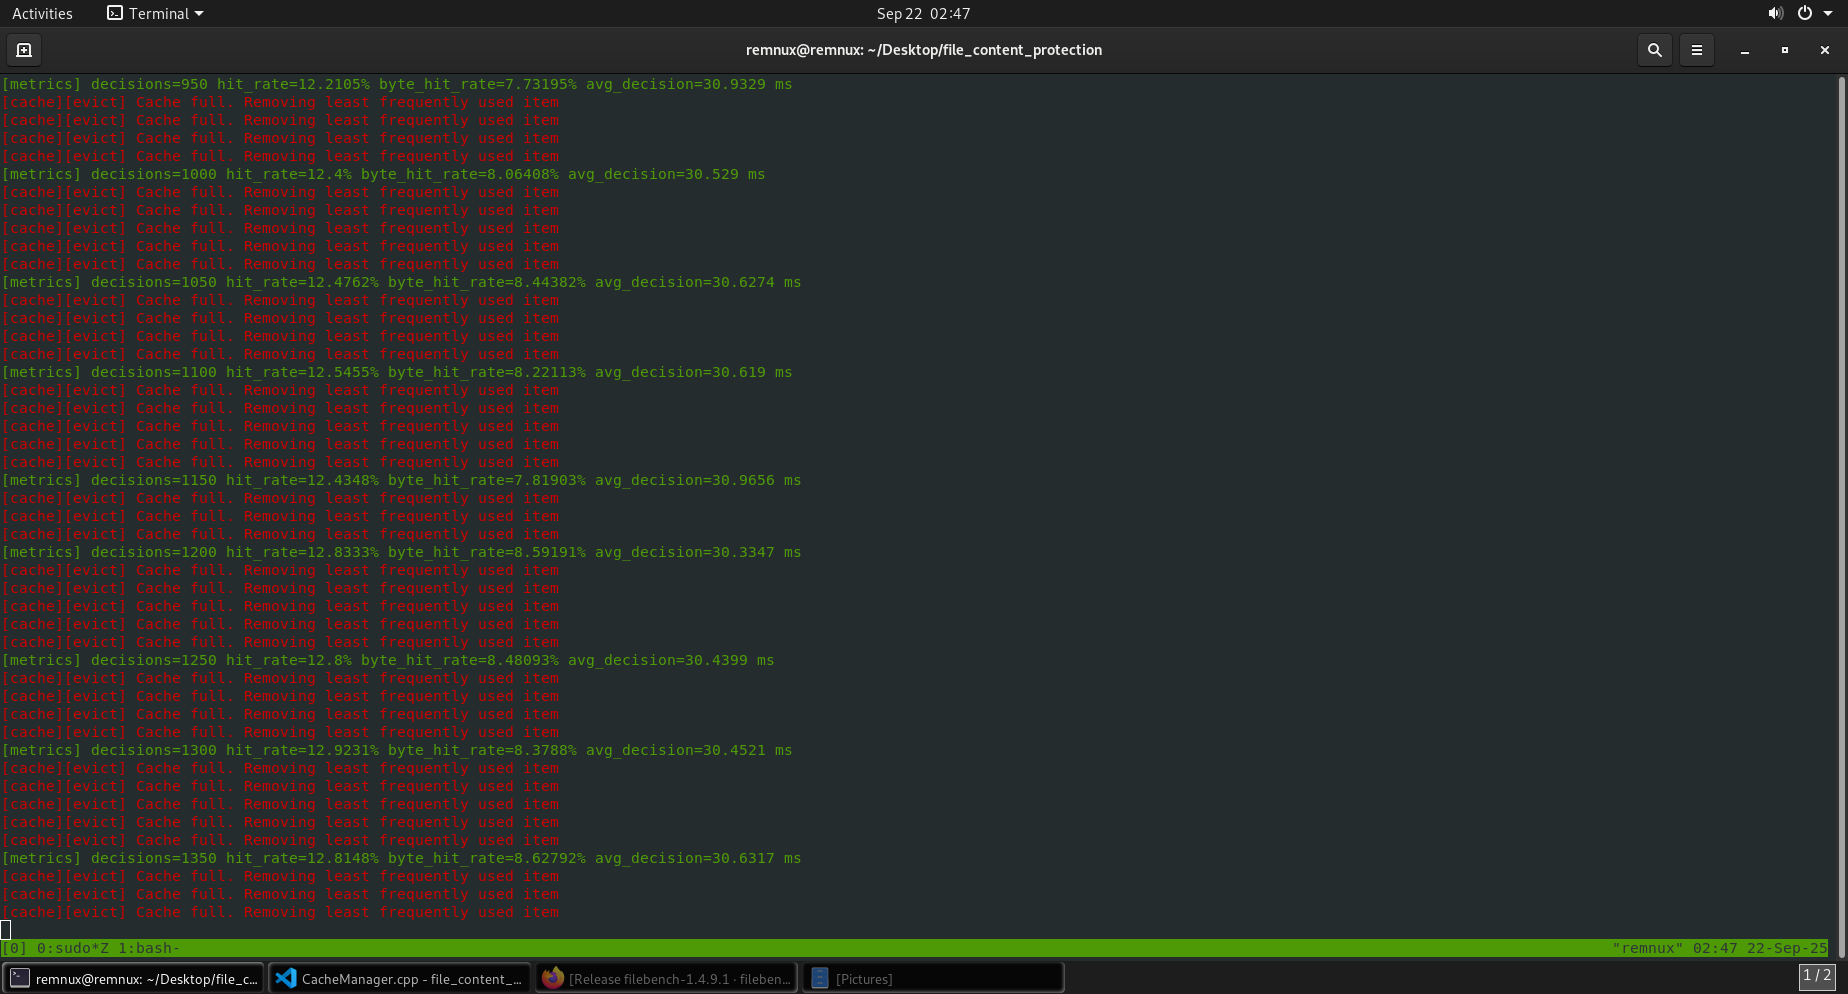 Activities Terminal Sep 22 02:47
remnux@remnux: ~/Desktop/file_content_protection
[metrics] decisions=950 hit_rate=12.2105% byte_hit_rate=7.73195% avg_decision=30.9329 ms
[cache][evict] Cache full. Removing least frequently used item
[cache][evict] Cache full. Removing least frequently used item
[cache][evict] Cache full. Removing least frequently used item
[cache][evict] Cache full. Removing least frequently used item
[metrics] decisions=1000 hit_rate=12.4% byte_hit_rate=8.06408% avg_decision=30.529 ms
[cache][evict] Cache full. Removing least frequently used item
[cache][evict] Cache full. Removing least frequently used item
[cache][evict] Cache full. Removing least frequently used item
[cache][evict] Cache full. Removing least frequently used item
[cache][evict] Cache full. Removing least frequently used item
[metrics] decisions=1050 hit_rate=12.4762% byte_hit_rate=8.44382% avg_decision=30.6274 ms
[cache][evict] Cache full. Removing least frequently used item
[cache][evict] Cache full. Removing least frequently used item
[cache][evict] Cache full. Removing least frequently used item
[cache][evict] Cache full. Removing least frequently used item
[metrics] decisions=1100 hit_rate=12.5455% byte_hit_rate=8.22113% avg_decision=30.619 ms
[cache][evict] Cache full. Removing least frequently used item
[cache][evict] Cache full. Removing least frequently used item
[cache][evict] Cache full. Removing least frequently used item
[cache][evict] Cache full. Removing least frequently used item
[cache][evict] Cache full. Removing least frequently used item
[metrics] decisions=1150 hit_rate=12.4348% byte_hit_rate=7.81903% avg_decision=30.9656 ms
[cache][evict] Cache full. Removing least frequently used item
[cache][evict] Cache full. Removing least frequently used item
[cache][evict] Cache full. Removing least frequently used item
[metrics] decisions=1200 hit_rate=12.8333% byte_hit_rate=8.59191% avg_decision=30.3347 ms
[cache][evict] Cache full. Removing least frequently used item
[cache][evict] Cache full. Removing least frequently used item
[cache][evict] Cache full. Removing least frequently used item
[cache][evict] Cache full. Removing least frequently used item
[cache][evict] Cache full. Removing least frequently used item
[metrics] decisions=1250 hit_rate=12.8% byte_hit_rate=8.48093% avg_decision=30.4399 ms
[cache][evict] Cache full. Removing least frequently used item
[cache][evict] Cache full. Removing least frequently used item
[cache][evict] Cache full. Removing least frequently used item
[cache][evict] Cache full. Removing least frequently used item
[metrics] decisions=1300 hit_rate=12.9231% byte_hit_rate=8.3788% avg_decision=30.4521 ms
[cache][evict] Cache full. Removing least frequently used item
[cache][evict] Cache full. Removing least frequently used item
[cache][evict] Cache full. Removing least frequently used item
[cache][evict] Cache full. Removing least frequently used item
[cache][evict] Cache full. Removing least frequently used item
[metrics] decisions=1350 hit_rate=12.8148% byte_hit_rate=8.62792% avg_decision=30.6317 ms
[cache][evict] Cache full. Removing least frequently used item
[cache][evict] Cache full. Removing least frequently used item
[cache][evict] Cache full. Removing least frequently used item
[0] 0:sudo*Z 1:bash- "remnux" 02:47 22-Sep-25
remnux@remnux: ~/Desktop/file_c... CacheManager.cpp - file_content_... [Release filebench-1.4.9.1 · fileben... [Pictures] 1 / 2